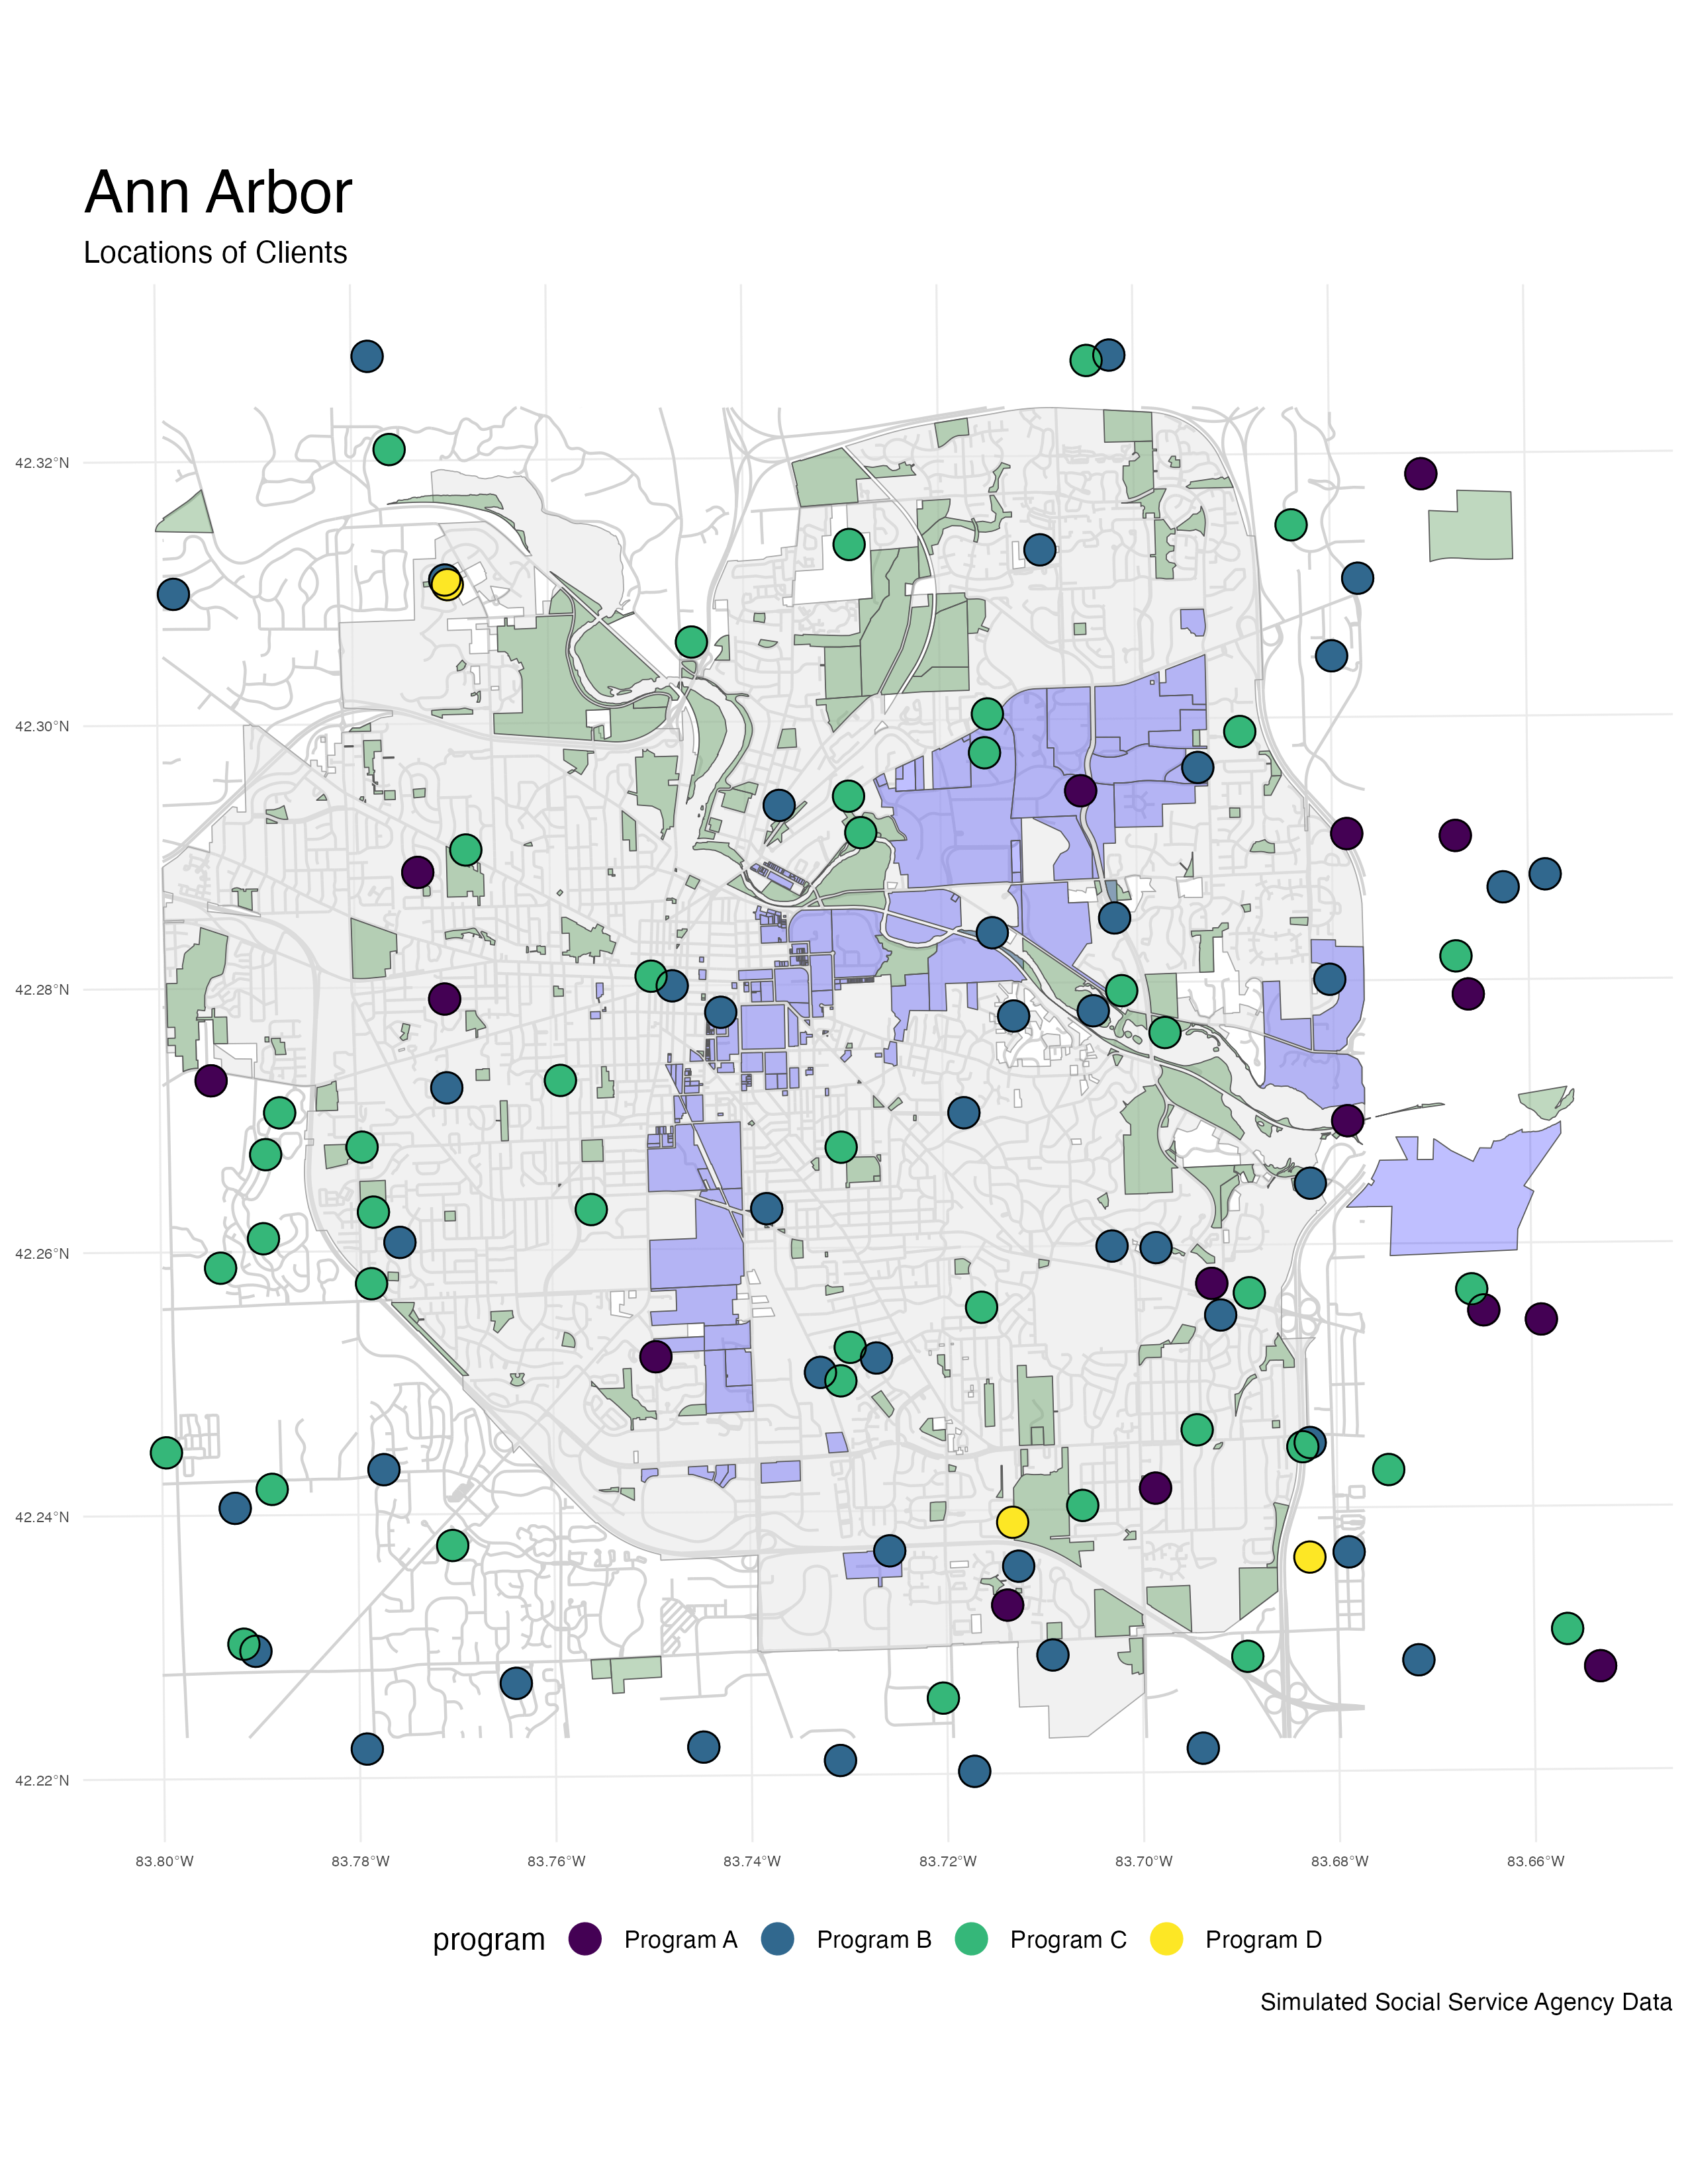 Ann Arbor
Locations of Clients
42.32°N
42.30°N
42.28°N
42.26°N
42.24°N
42.22°N
83.80°W 83.78°W 83.76°W 83.74°W 83.72°W 83.70°W 83.68°W 83.66°W
program Program A Program B Program C Program D
Simulated Social Service Agency Data